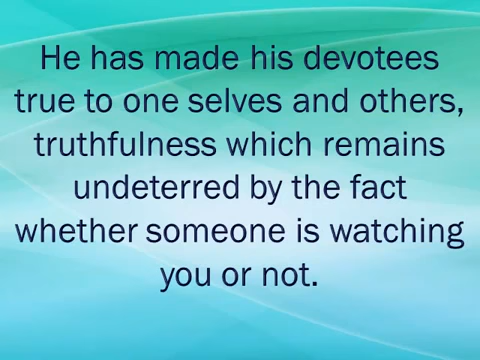 He has made his devotees
true to one selves and others,
truthfulness which remains
undeterred by the fact
whether someone is watching
you or not.